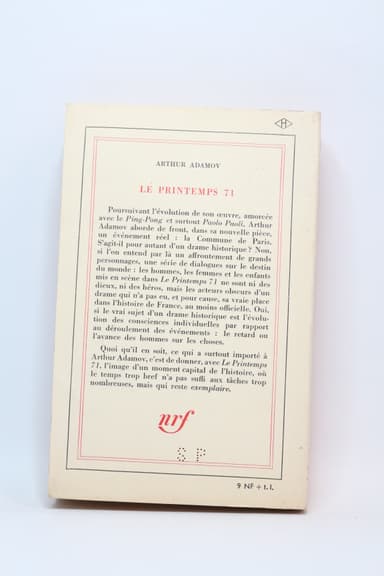 H
ARTHUR ADAMOV
LE PRINTEMPS 71
Poursuivant l'évolution de son œuvre, amorcée
avec le Ping-Pong et surtout Paolo Paoli, Arthur
Adamov aborde de front, dans sa nouvelle pièce,
un événement réel : la Commune de Paris.
S'agit-il pour autant d'un drame historique ? Non,
si l'on entend par là un affrontement de grands
personnages, une série de dialogues sur le destin
du monde : les hommes, les femmes et les enfants
mis en scène dans Le Printemps 71 ne sont ni des
dieux, ni des héros, mais les acteurs obscurs d'un
drame qui n'a pas eu, et pour cause, sa vraie place
dans l'histoire de France, au moins officielle. Oui,
si le vrai sujet d'un drame historique est l'évolu-
tion des consciences individuelles par rapport
au déroulement des événements : le retard ou
l'avance des hommes sur les choses.
Quoi qu'il en soit, ce qui a surtout importé à
Arthur Adamov, c'est de donner, avec Le Printemps
71, l'image d'un moment capital de l'histoire, où
le temps trop bref n'a pas suffi aux tâches trop
nombreuses, mais qui reste exemplaire.
nrf
S P
9 NF + t.l.